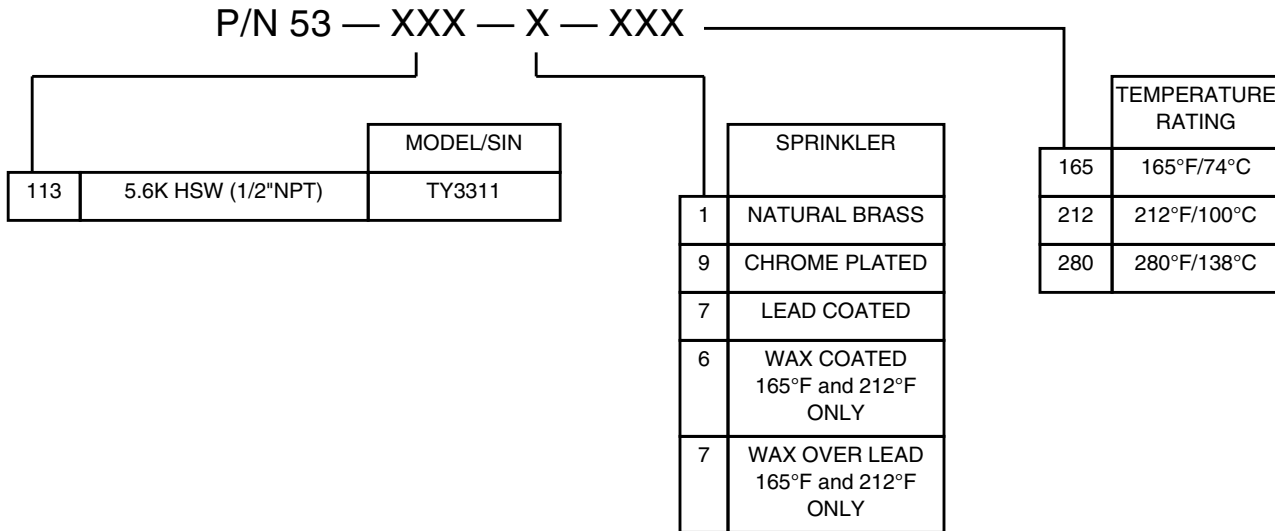 P/N 53 — XXX — X — XXX
MODEL/SIN
113 5.6K HSW (1/2"NPT) TY3311
SPRINKLER
1 NATURAL BRASS
9 CHROME PLATED
7 LEAD COATED
6 WAX COATED
165°F and 212°F
ONLY
7 WAX OVER LEAD
165°F and 212°F
ONLY
TEMPERATURE
RATING
165 165°F/74°C
212 212°F/100°C
280 280°F/138°C